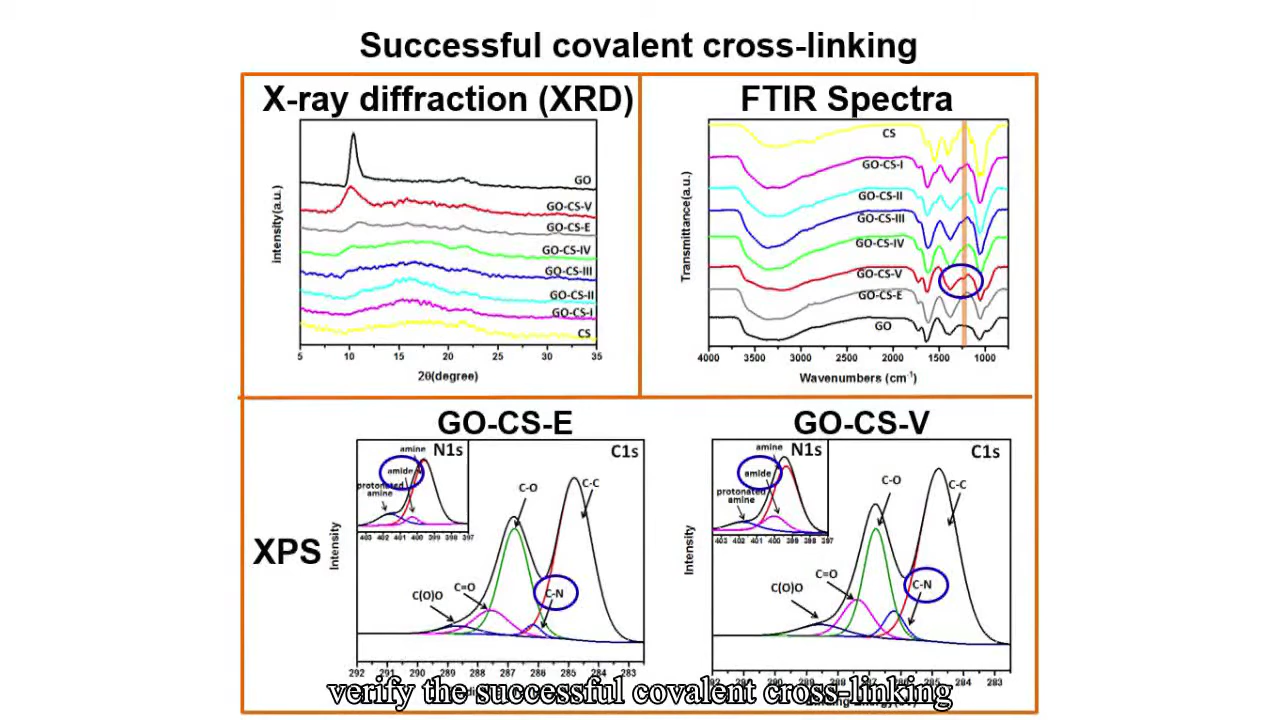 Successful covalent cross-linking
X-ray diffraction (XRD)
GO
GO-CS-V
GO-CS-E
GO-CS-IV
GO-CS-III
GO-CS-II
GO-CS-I
CS
intensity(a.u.)
5 10 15 20 25 30 35
2θ(degree)
FTIR Spectra
CS
GO-CS-I
GO-CS-II
GO-CS-III
GO-CS-IV
GO-CS-V
GO-CS-E
GO
Transmittance(a.u.)
4000 3500 3000 2500 2000 1500 1000
Wavenumbers (cm⁻¹)
XPS
GO-CS-E
amine
N1s
amide
protonated
amine
403 402 401 400 399 398 397
C1s
C-O
C-C
C=O
C(O)O
C-N
Intensity
292 291 290 289 288 287 286 285 284 283
GO-CS-V
amine
N1s
amide
protonated
amine
403 402 401 400 399 398 397
C1s
C-O
C-C
C=O
C(O)O
C-N
Intensity
292 291 290 284 283
verify the successful covalent cross-linking